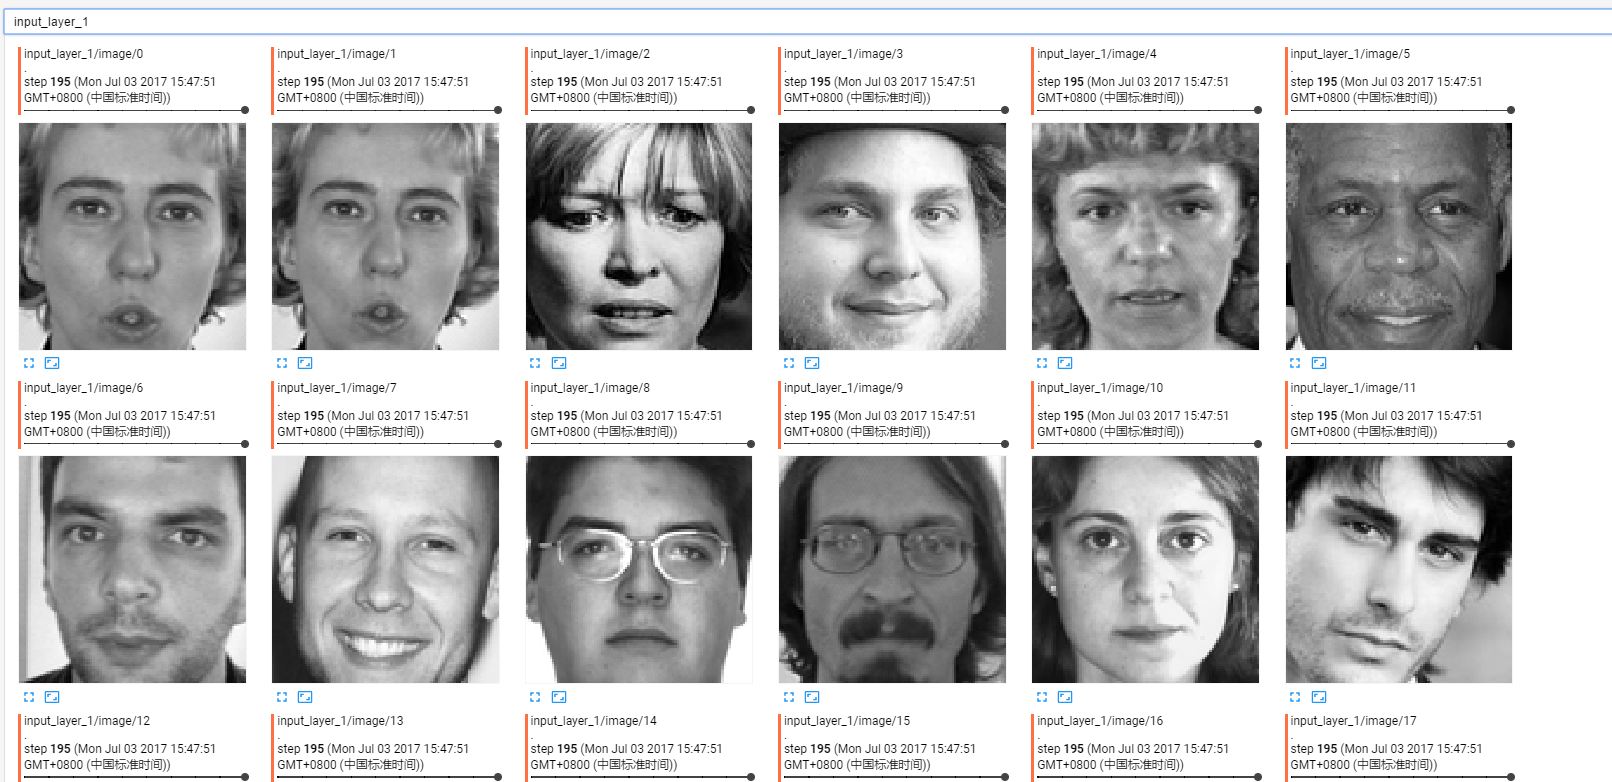 input_layer_1
input_layer_1/image/0
.
step 195 (Mon Jul 03 2017 15:47:51
GMT+0800 (中国标准时间))
input_layer_1/image/1
.
step 195 (Mon Jul 03 2017 15:47:51
GMT+0800 (中国标准时间))
input_layer_1/image/2
.
step 195 (Mon Jul 03 2017 15:47:51
GMT+0800 (中国标准时间))
input_layer_1/image/3
.
step 195 (Mon Jul 03 2017 15:47:51
GMT+0800 (中国标准时间))
input_layer_1/image/4
.
step 195 (Mon Jul 03 2017 15:47:51
GMT+0800 (中国标准时间))
input_layer_1/image/5
.
step 195 (Mon Jul 03 2017 15:47:51
GMT+0800 (中国标准时间))
input_layer_1/image/6
.
step 195 (Mon Jul 03 2017 15:47:51
GMT+0800 (中国标准时间))
input_layer_1/image/7
.
step 195 (Mon Jul 03 2017 15:47:51
GMT+0800 (中国标准时间))
input_layer_1/image/8
.
step 195 (Mon Jul 03 2017 15:47:51
GMT+0800 (中国标准时间))
input_layer_1/image/9
.
step 195 (Mon Jul 03 2017 15:47:51
GMT+0800 (中国标准时间))
input_layer_1/image/10
.
step 195 (Mon Jul 03 2017 15:47:51
GMT+0800 (中国标准时间))
input_layer_1/image/11
.
step 195 (Mon Jul 03 2017 15:47:51
GMT+0800 (中国标准时间))
input_layer_1/image/12
.
step 195 (Mon Jul 03 2017 15:47:51
GMT+0800 (中国标准时间))
input_layer_1/image/13
.
step 195 (Mon Jul 03 2017 15:47:51
GMT+0800 (中国标准时间))
input_layer_1/image/14
.
step 195 (Mon Jul 03 2017 15:47:51
GMT+0800 (中国标准时间))
input_layer_1/image/15
.
step 195 (Mon Jul 03 2017 15:47:51
GMT+0800 (中国标准时间))
input_layer_1/image/16
.
step 195 (Mon Jul 03 2017 15:47:51
GMT+0800 (中国标准时间))
input_layer_1/image/17
.
step 195 (Mon Jul 03 2017 15:47:51
GMT+0800 (中国标准时间))